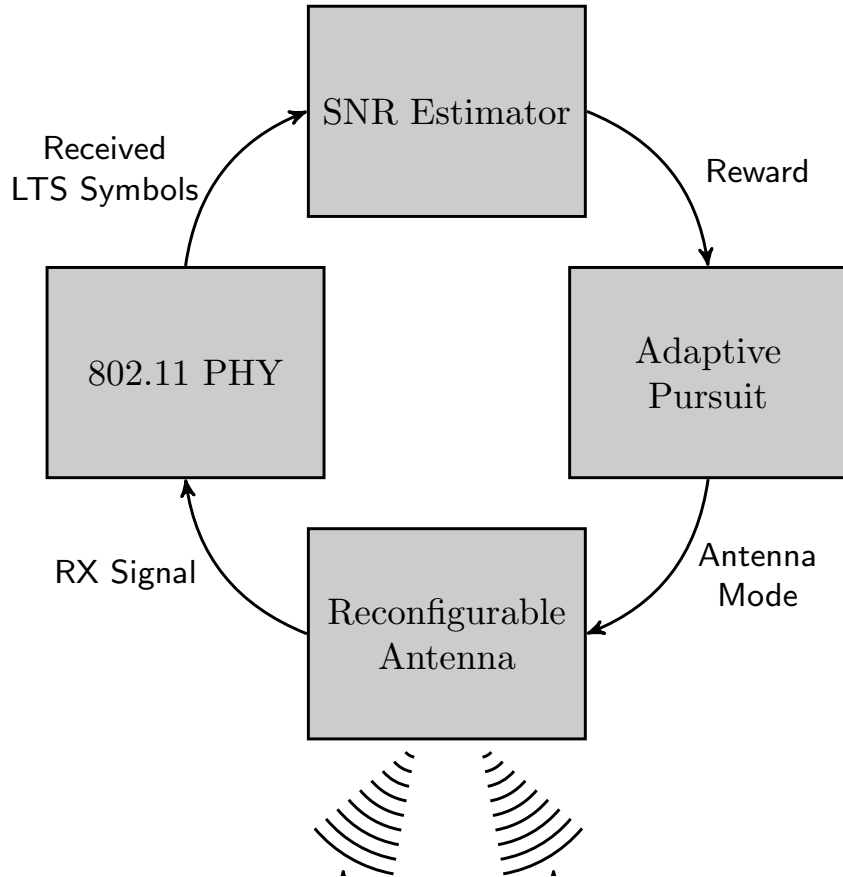 SNR Estimator
Received
LTS Symbols
Reward
802.11 PHY
Adaptive
Pursuit
RX Signal
Antenna
Mode
Reconfigurable
Antenna